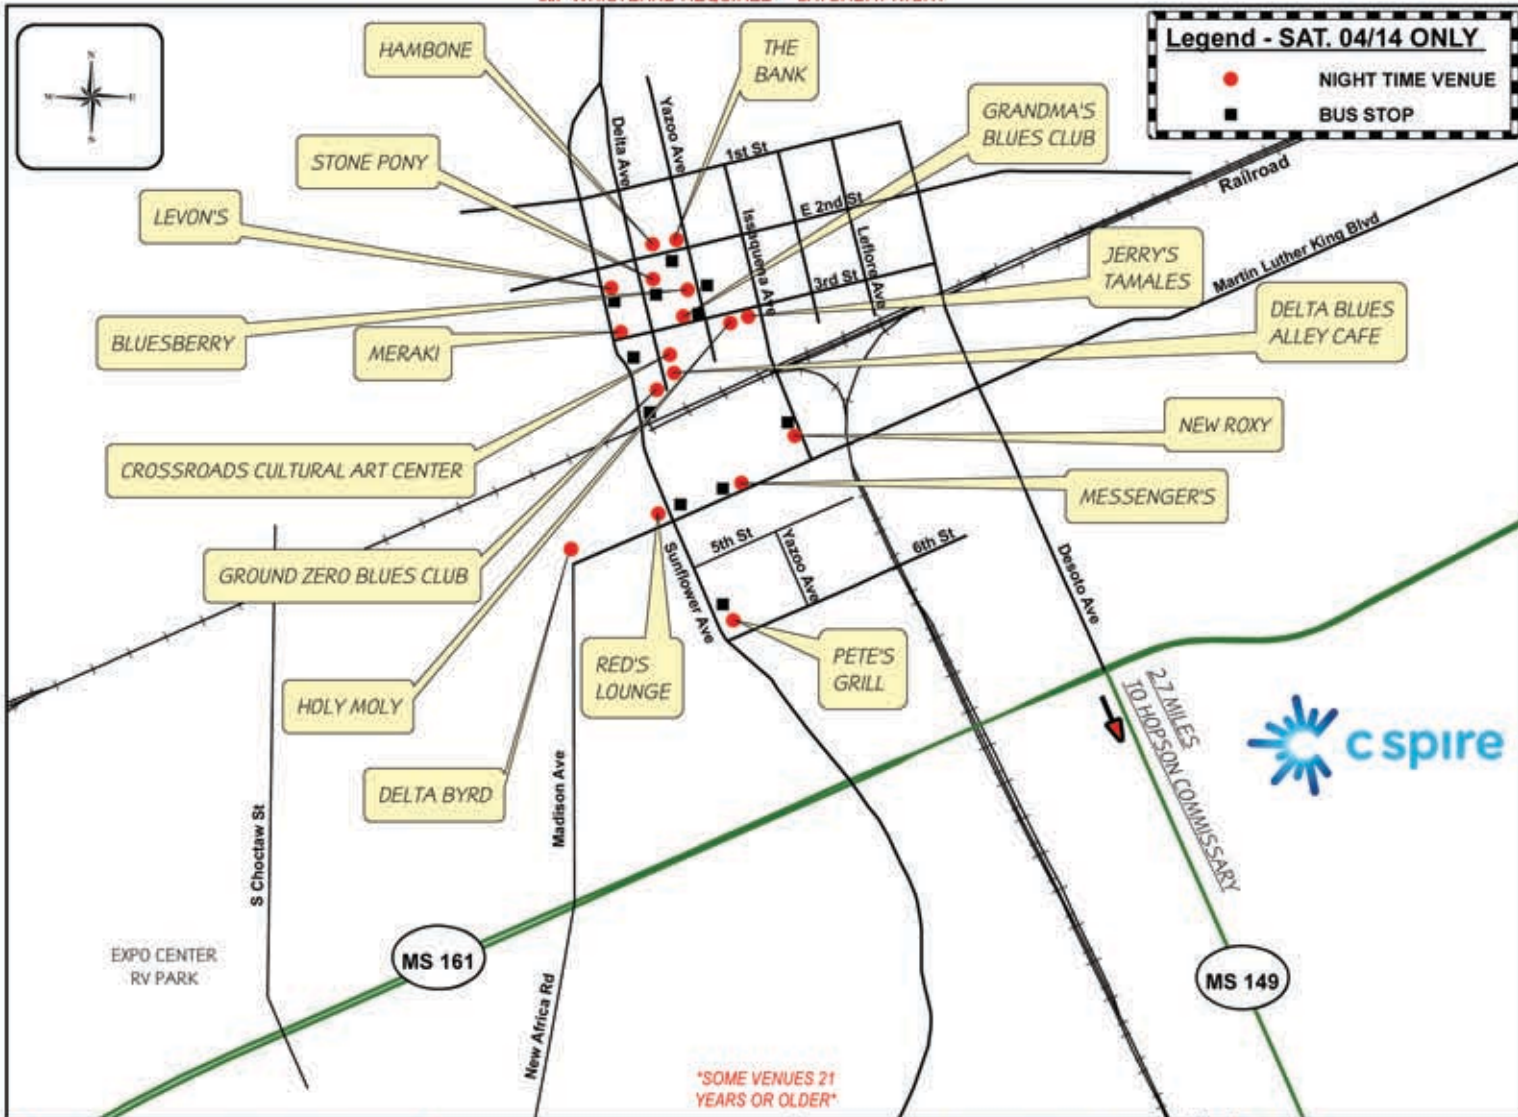 HAMBONE
THE
BANK
Legend - SAT. 04/14 ONLY
NIGHT TIME VENUE
BUS STOP
N
E
S
STONE PONY
GRANDMA'S
BLUES CLUB
Delta Ave
Yazoo Ave
1st St
Railroad
LEVON'S
Issaquena Ave
E 2nd St
Leflore Ave
Martin Luther King Blvd
JERRY'S
TAMALES
3rd St
BLUESBERRY
MERAKI
DELTA BLUES
ALLEY CAFE
CROSSROADS CULTURAL ART CENTER
NEW ROXY
MESSENGER'S
GROUND ZERO BLUES CLUB
Sunflower Ave
5th St
Yazoo Ave
6th St
Desoto Ave
HOLY MOLY
RED'S
LOUNGE
PETE'S
GRILL
2.7 MILES
TO HOPSON COMMISSARY
c spire
DELTA BYRD
Madison Ave
S Choctaw St
EXPO CENTER
RV PARK
MS 161
MS 149
New Africa Rd
*SOME VENUES 21
YEARS OR OLDER*